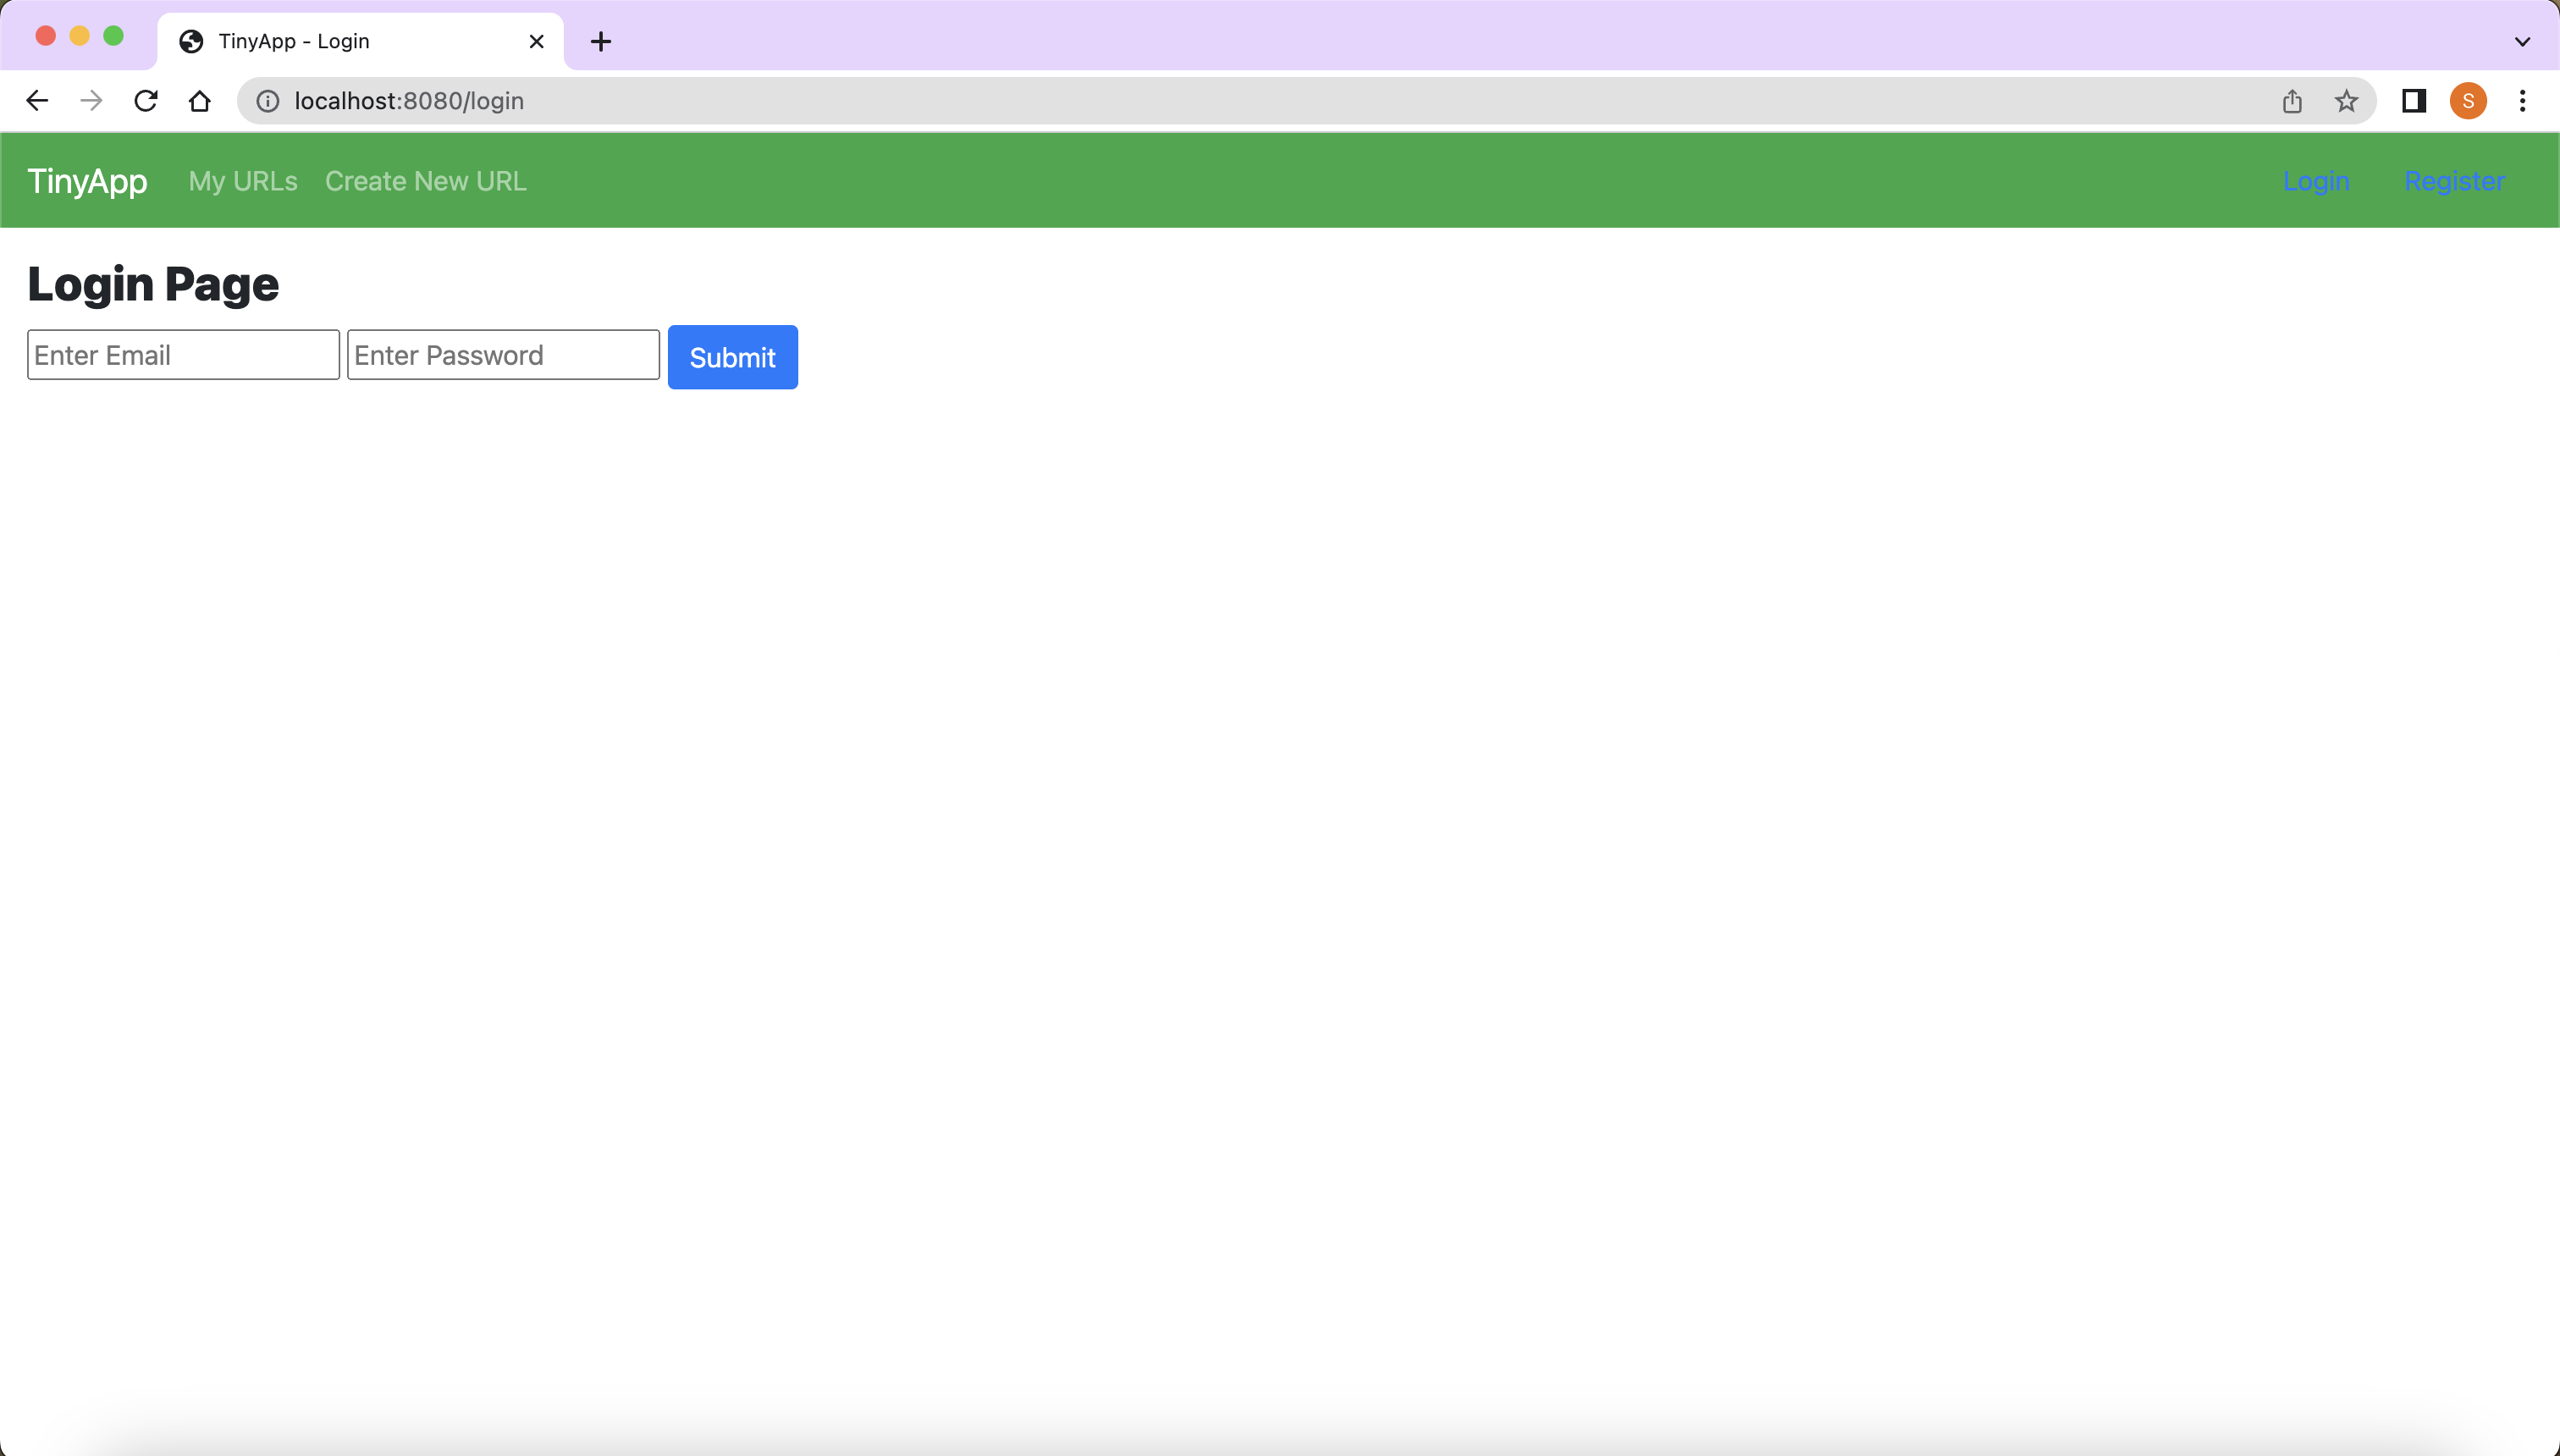 TinyApp - Login
localhost:8080/login
S
TinyApp My URLs Create New URL Login Register
Login Page
Enter Email Enter Password Submit